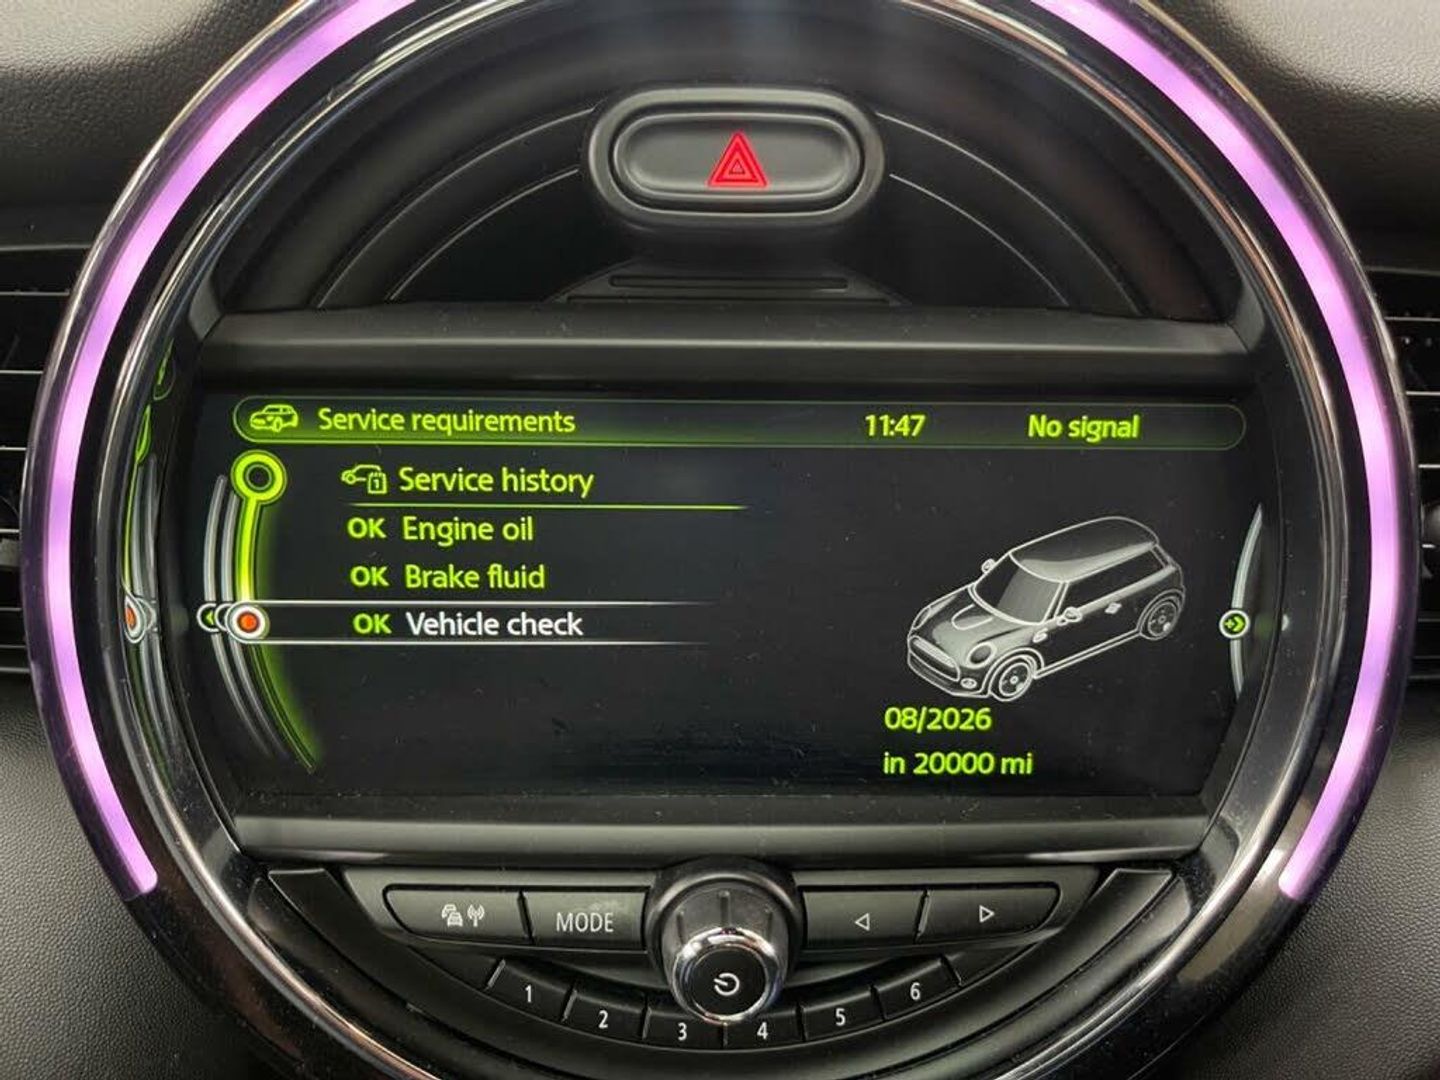 Service requirements 11:47 No signal
Service history
OK Engine oil
OK Brake fluid
OK Vehicle check
08/2026
in 20000 mi
MODE
1 2 3 4 5 6